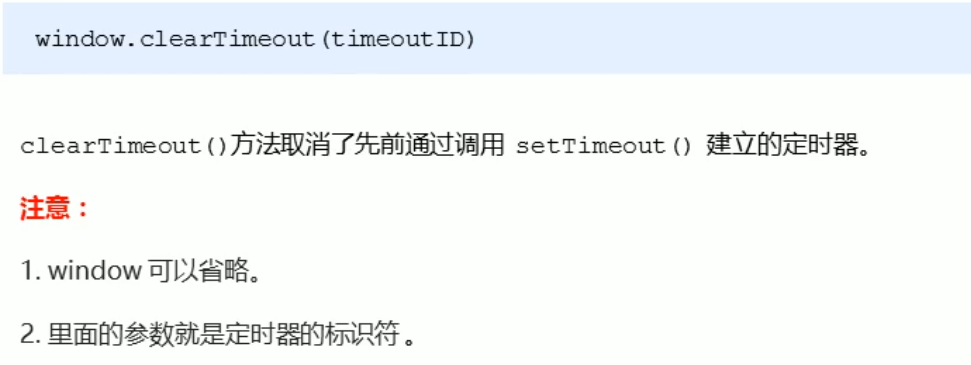 window.clearTimeout(timeoutID)
clearTimeout()方法取消了先前通过调用 setTimeout() 建立的定时器。
注意：
1. window 可以省略。
2. 里面的参数就是定时器的标识符 。